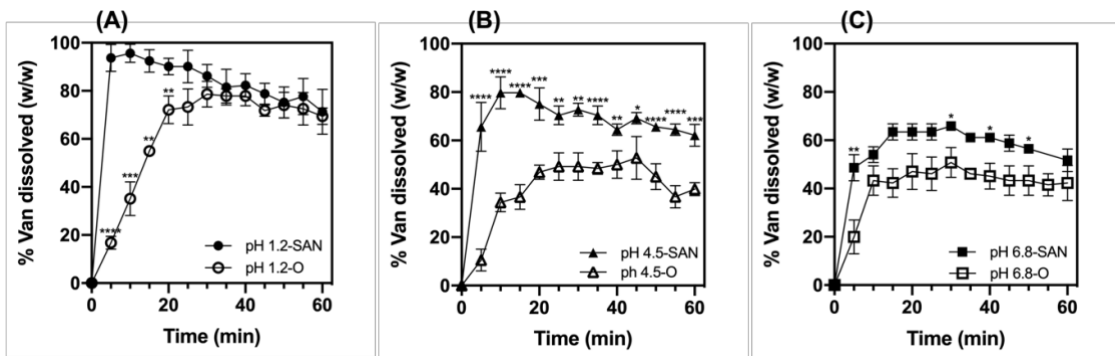 (A)
% Van dissolved (w/w)
100
80
60
40
20
0
**
**
***
****
pH 1.2-SAN
pH 1.2-O
0 20 40 60
Time (min)
(B)
% Van dissolved (w/w)
100
80
60
40
20
0
**** **** **** *** ** ** **** ** * **** **** ***
pH 4.5-SAN
ph 4.5-O
0 20 40 60
Time (min)
(C)
% Van dissolved (w/w)
100
80
60
40
20
0
** * * *
pH 6.8-SAN
pH 6.8-O
0 20 40 60
Time (min)